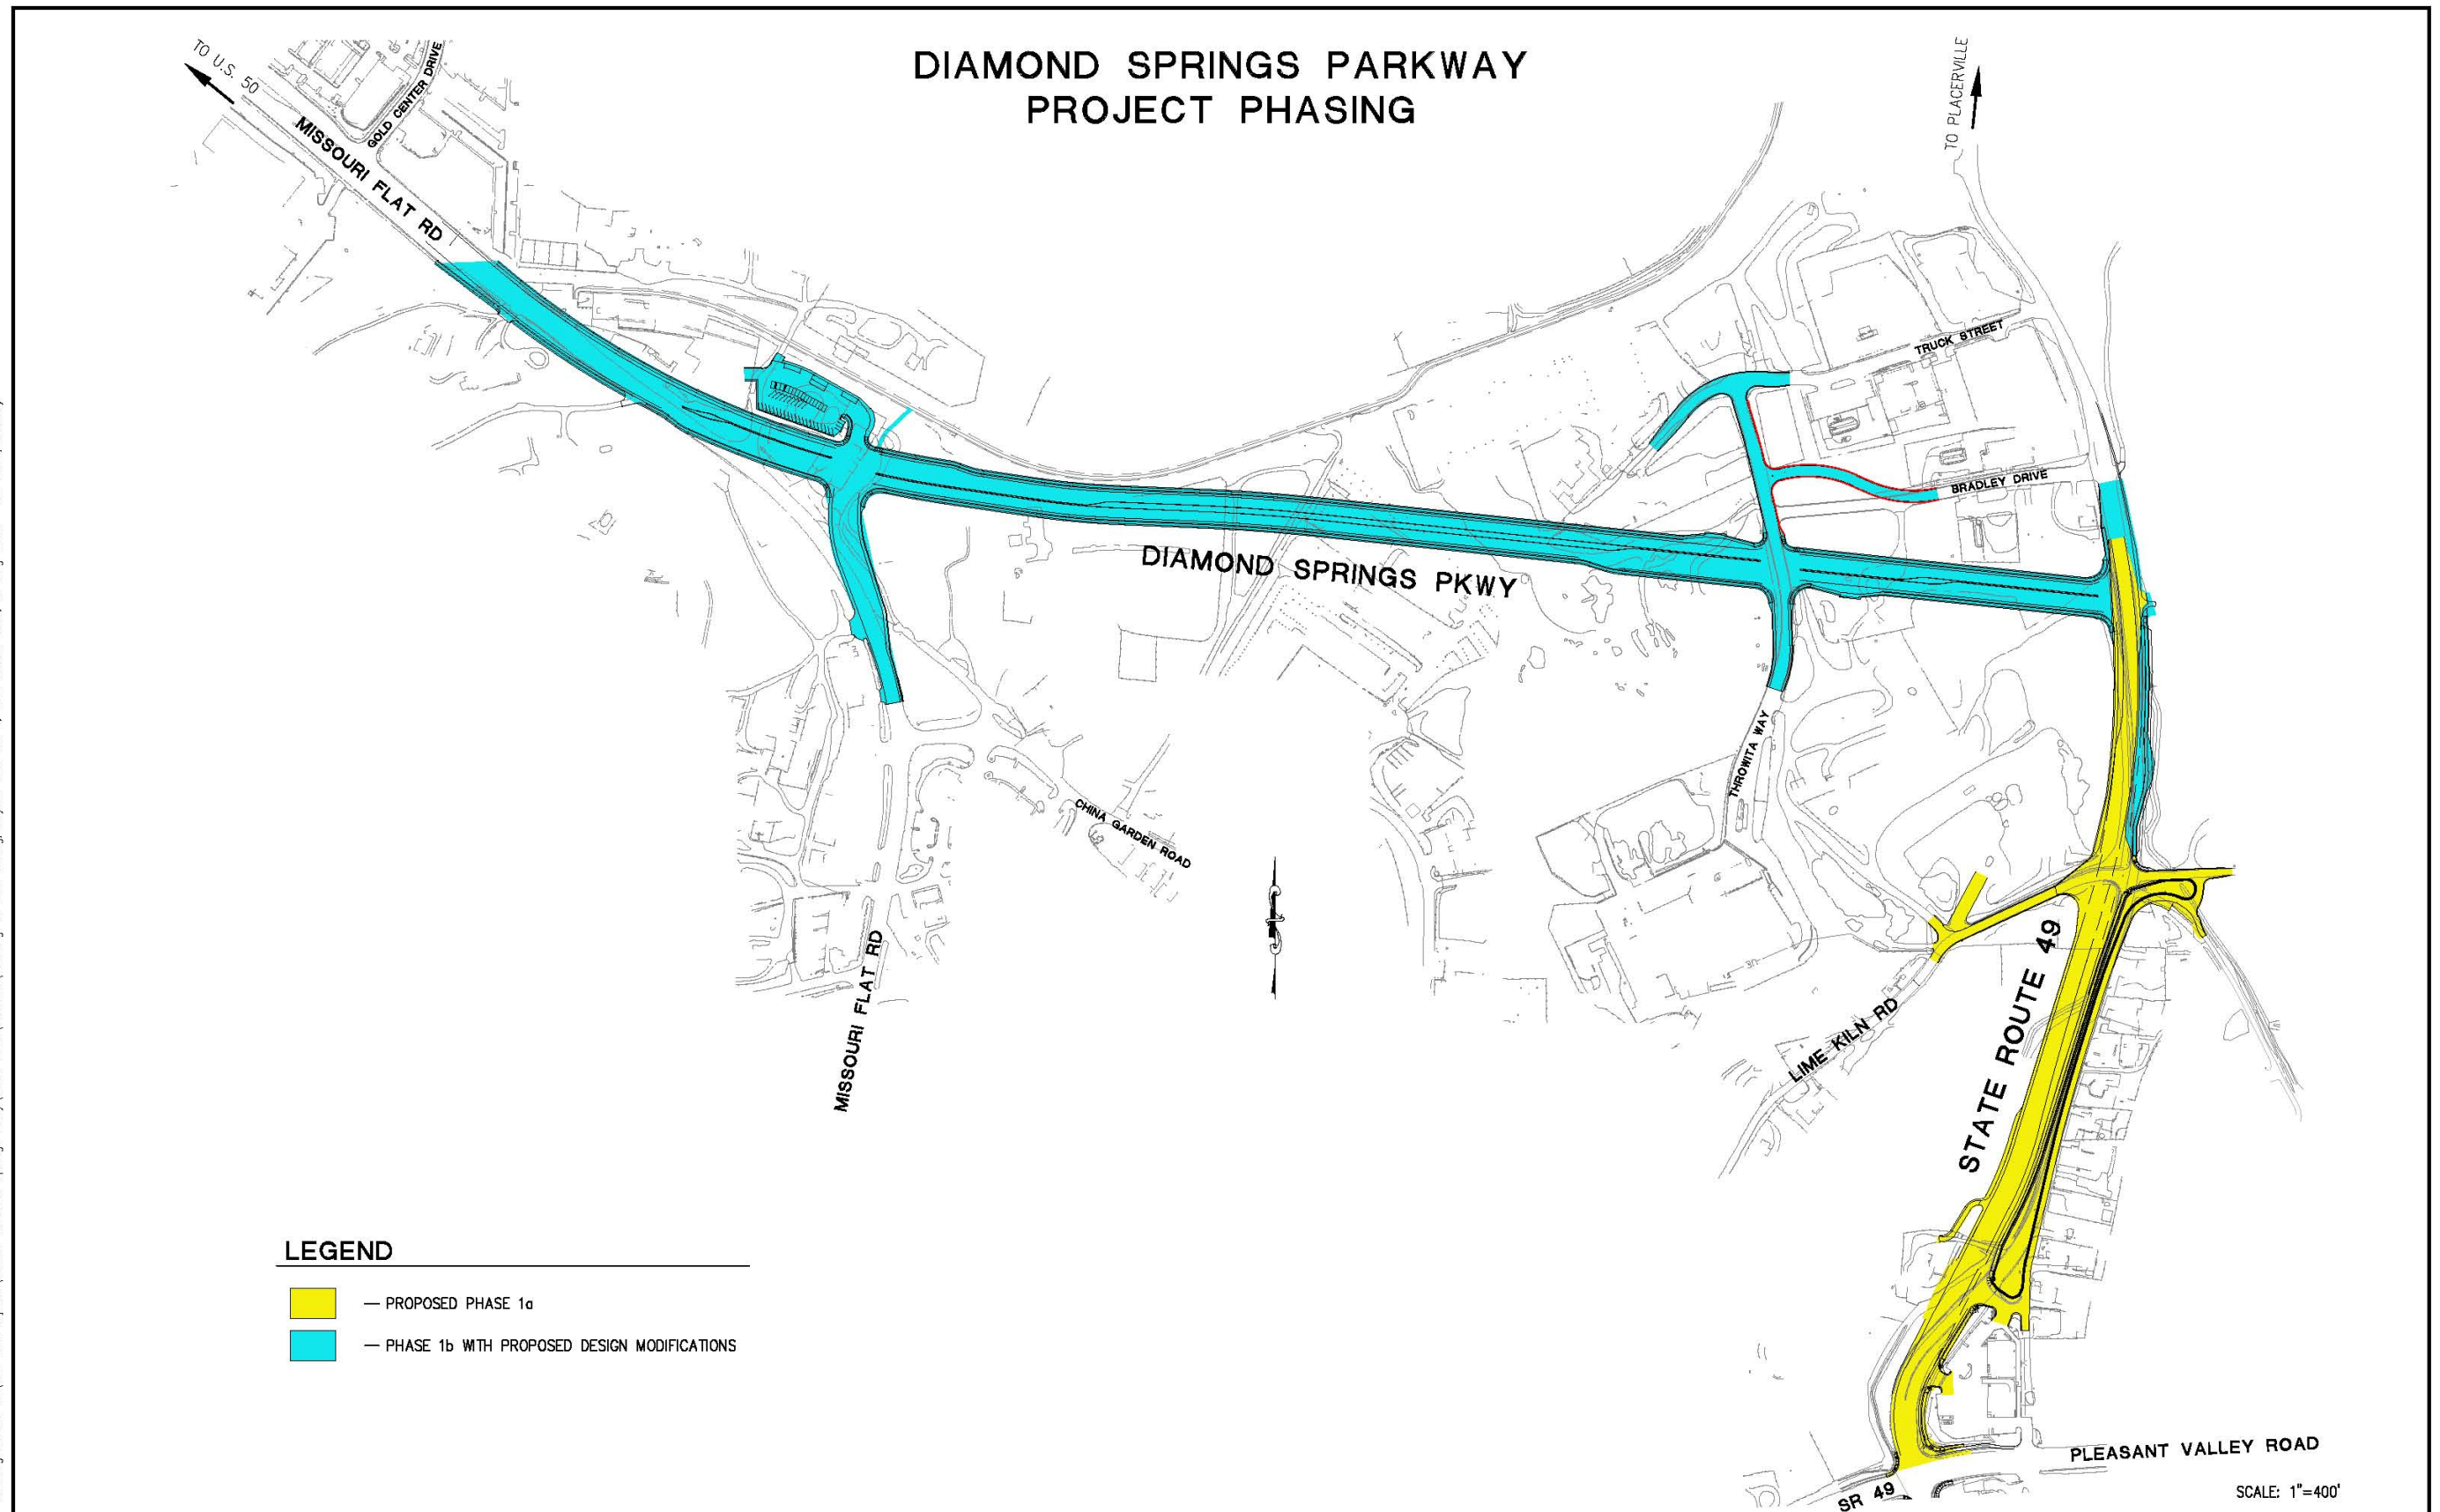 DIAMOND SPRINGS PARKWAY
PROJECT PHASING
TO U.S. 50
GOLD CENTER DRIVE
MISSOURI FLAT RD
TO PLACERVILLE
TRUCK STREET
BRADLEY DRIVE
DIAMOND SPRINGS PKWY
THROWITA WAY
CHINA GARDEN ROAD
MISSOURI FLAT RD
LIME KILN RD
STATE ROUTE 49
LEGEND
— PROPOSED PHASE 1a
— PHASE 1b WITH PROPOSED DESIGN MODIFICATIONS
PLEASANT VALLEY ROAD
SR 49
SCALE: 1"=400'